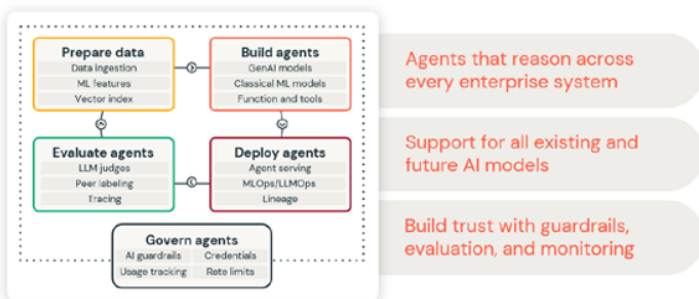 Prepare data
Data ingestion
ML features
Vector index
Build agents
GenAI models
Classical ML models
Function and tools
Evaluate agents
LLM judges
Peer labeling
Tracing
Deploy agents
Agent serving
MLOps/LLMOps
Lineage
Govern agents
AI guardrails Credentials
Usage tracking Rate limits
Agents that reason across
every enterprise system
Support for all existing and
future AI models
Build trust with guardrails,
evaluation, and monitoring